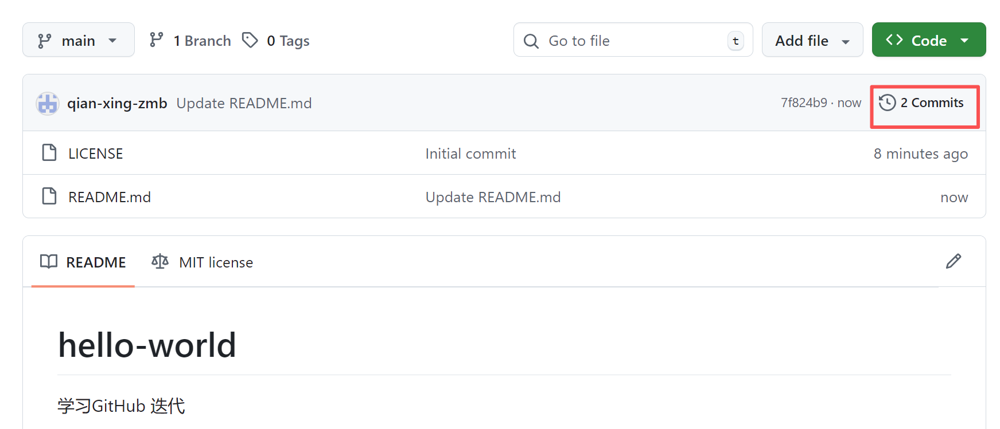 main 1 Branch 0 Tags Go to file t Add file Code
qian-xing-zmb Update README.md 7f824b9 · now 2 Commits
LICENSE Initial commit 8 minutes ago
README.md Update README.md now
README MIT license
hello-world
学习GitHub 迭代